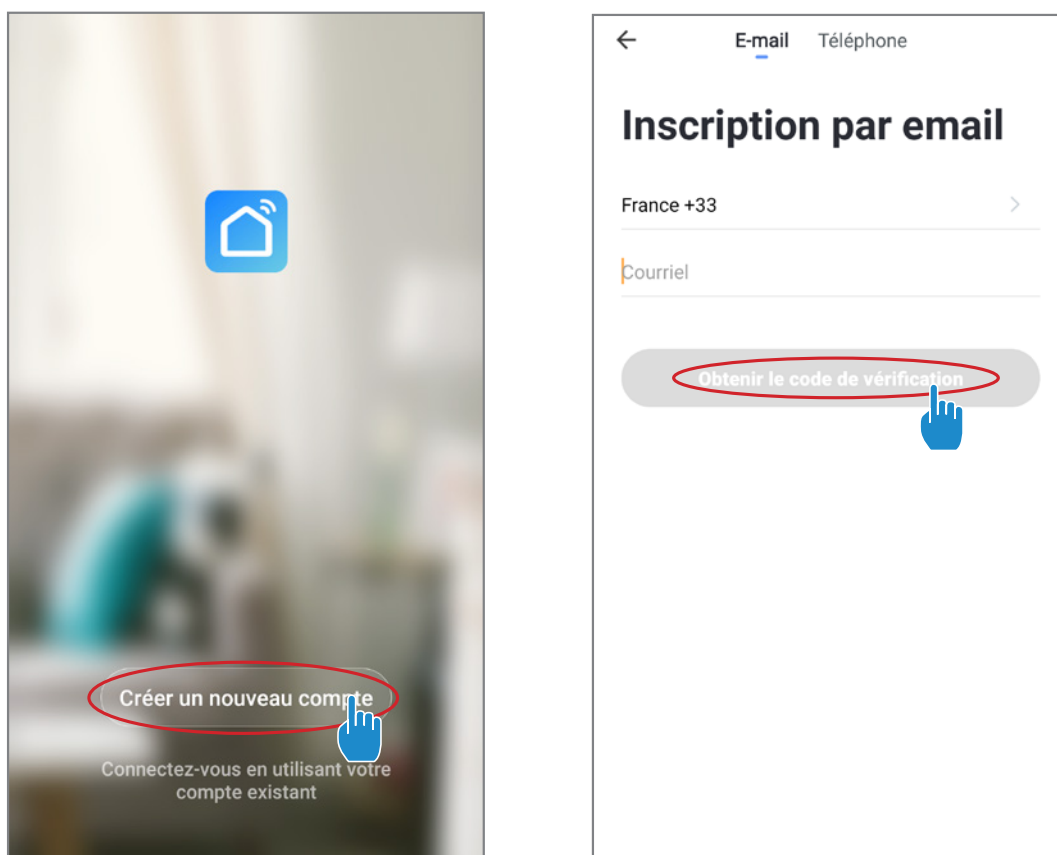 Créer un nouveau compte
Connectez-vous en utilisant votre
compte existant
E-mail Téléphone
Inscription par email
France +33
Courriel
Obtenir le code de vérification